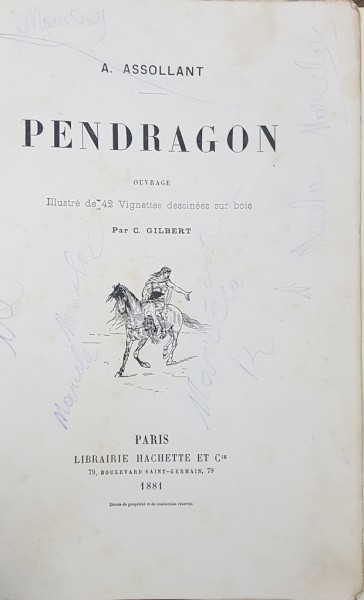 A. ASSOLLANT
PENDRAGON
OUVRAGE
Illustré de 42 Vignettes dessinées sur bois
Par C. GILBERT
PARIS
LIBRAIRIE HACHETTE ET Cie
79, BOULEVARD SAINT-GERMAIN, 79
1881
Droits de propriété et de traduction réservés.